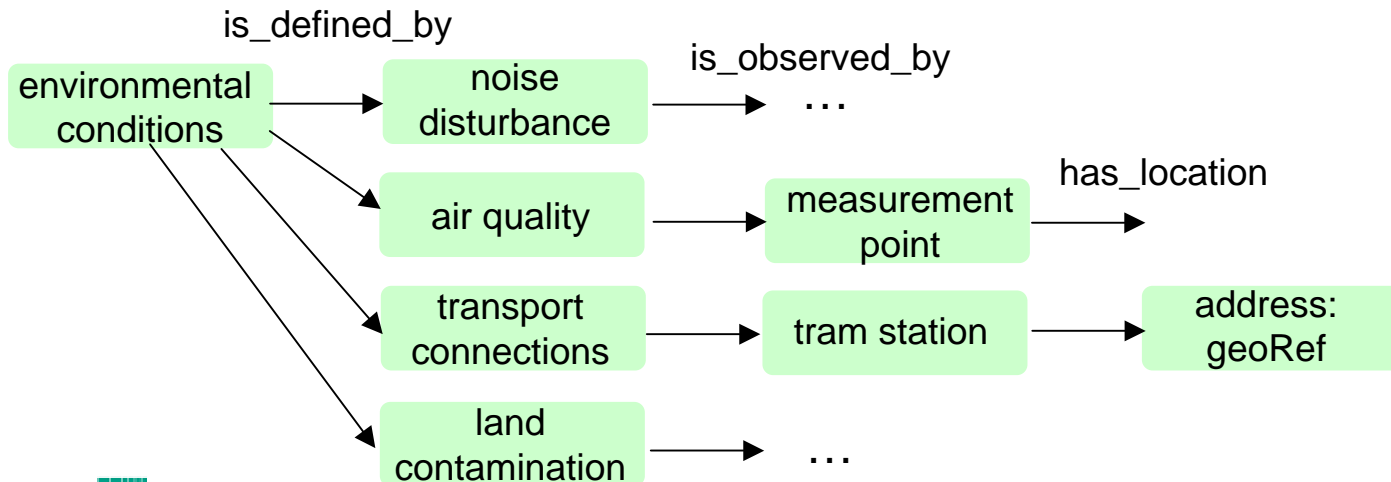 is_defined_by
is_observed_by
environmental
conditions
noise
disturbance
...
air quality
measurement
point
has_location
transport
connections
tram station
address:
geoRef
land
contamination
...